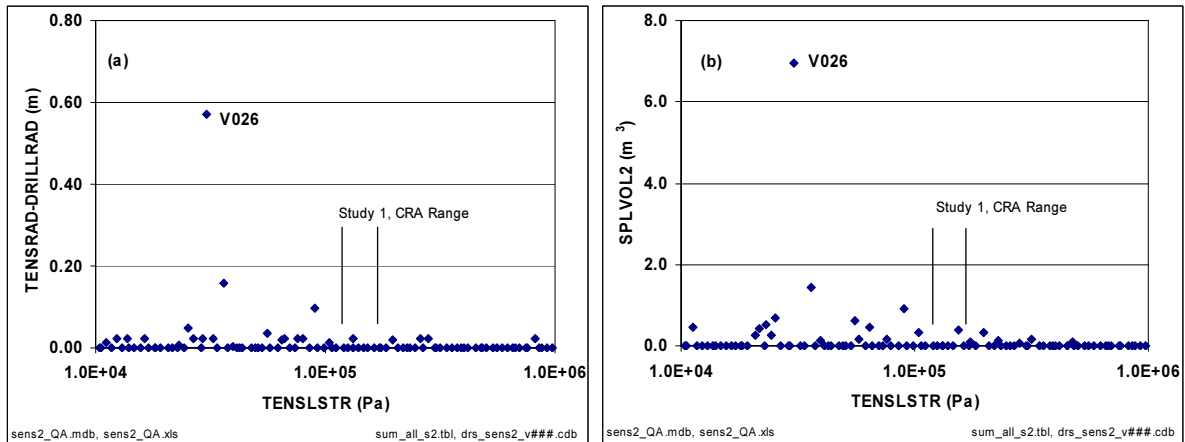 0.80
0.60
0.40
0.20
0.00
TENSRAD-DRILLRAD (m)
(a)
V026
Study 1, CRA Range
1.0E+04 1.0E+05 1.0E+06
TENSLSTR (Pa)
sens2_QA.mdb, sens2_QA.xls sum_all_s2.tbl, drs_sens2_v###.cdb
8.0
6.0
4.0
2.0
0.0
SPLVOL2 (m³)
(b)
V026
Study 1, CRA Range
1.0E+04 1.0E+05 1.0E+06
TENSLSTR (Pa)
sens2_QA.mdb, sens2_QA.xls sum_all_s2.tbl, drs_sens2_v###.cdb